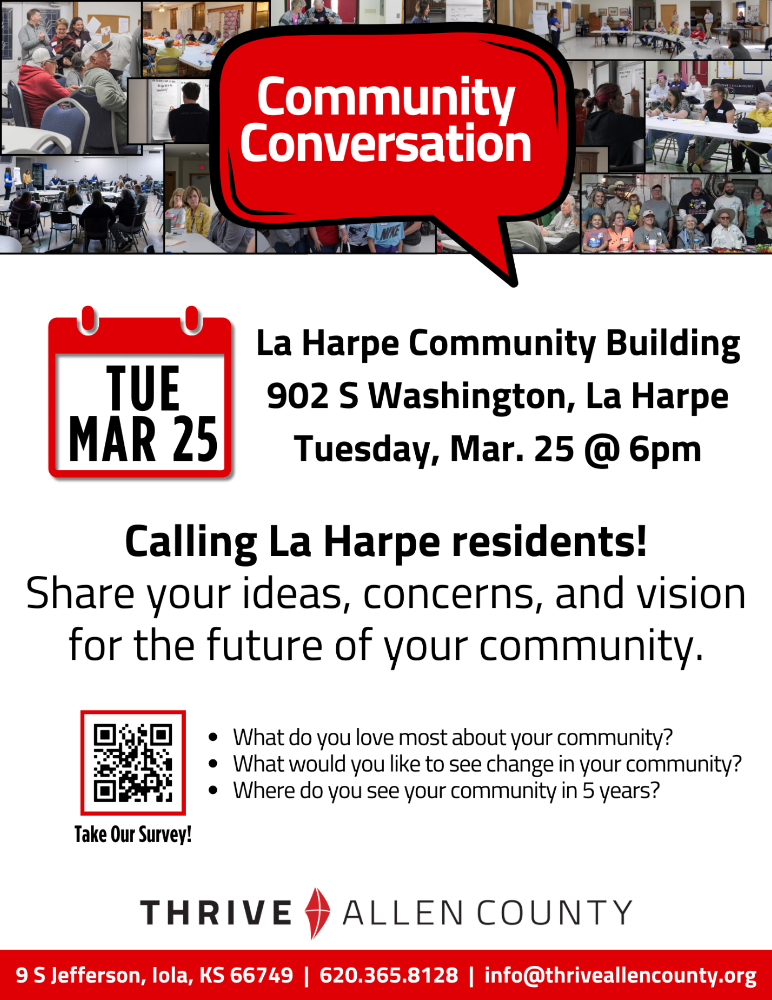 Community
Conversation
NIKE
THRIVE ALLEN COUNTY
TUE
MAR 25
La Harpe Community Building
902 S Washington, La Harpe
Tuesday, Mar. 25 @ 6pm
Calling La Harpe residents!
Share your ideas, concerns, and vision
for the future of your community.
• What do you love most about your community?
• What would you like to see change in your community?
• Where do you see your community in 5 years?
Take Our Survey!
THRIVE ALLEN COUNTY
9 S Jefferson, Iola, KS 66749 | 620.365.8128 | info@thriveallencounty.org